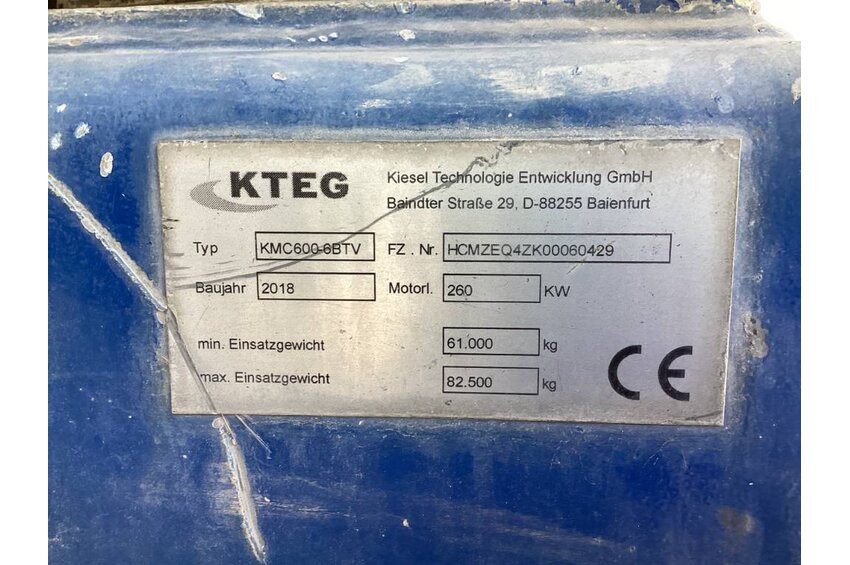 KTEG
Kiesel Technologie Entwicklung GmbH
Baindter Straße 29, D-88255 Baienfurt
Typ KMC600-6BTV FZ . Nr. HCMZEQ4ZK00060429
Baujahr 2018 Motorl. 260 KW
min. Einsatzgewicht 61.000 kg
max. Einsatzgewicht 82.500 kg
CE